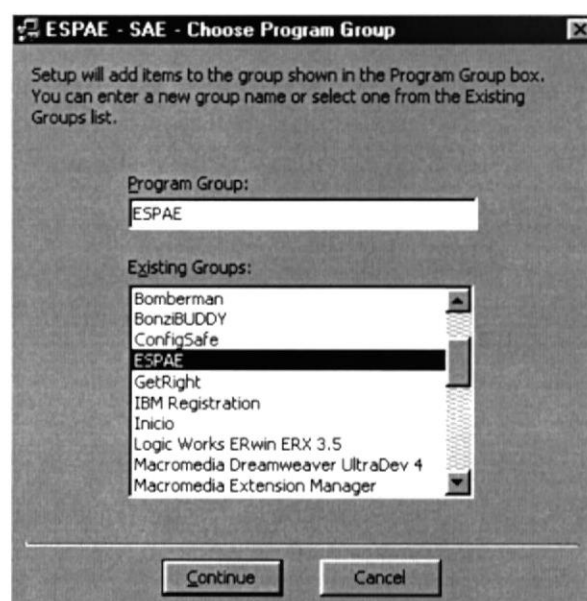 ESPAE - SAE - Choose Program Group
Setup will add items to the group shown in the Program Group box.
You can enter a new group name or select one from the Existing
Groups list.
Program Group:
ESPAE
Existing Groups:
Bomberman
BonziBUDDY
ConfigSafe
ESPAE
GetRight
IBM Registration
Inicio
Logic Works ERwin ERX 3.5
Macromedia Dreamweaver UltraDev 4
Macromedia Extension Manager
Continue
Cancel